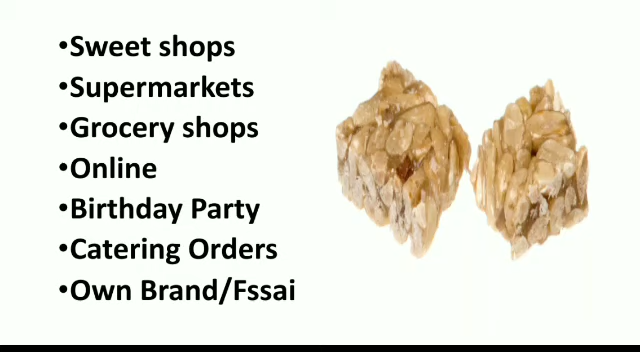 •Sweet shops
•Supermarkets
•Grocery shops
•Online
•Birthday Party
•Catering Orders
•Own Brand/Fssai